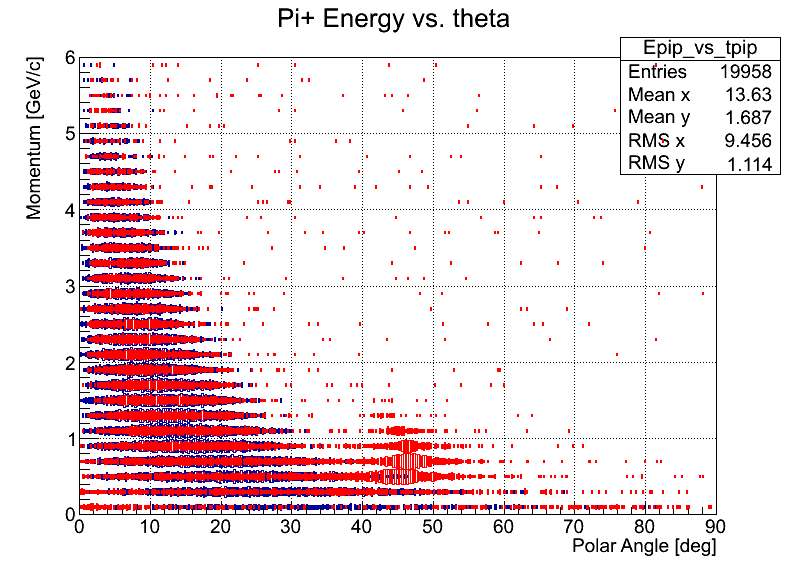 Pi+ Energy vs. theta
Epip_vs_tpip
Entries 19958
Mean x 13.63
Mean y 1.687
RMS x 9.456
RMS y 1.114
Momentum [GeV/c]
6
5
4
3
2
1
0
0 10 20 30 40 50 60 70 80 90
Polar Angle [deg]